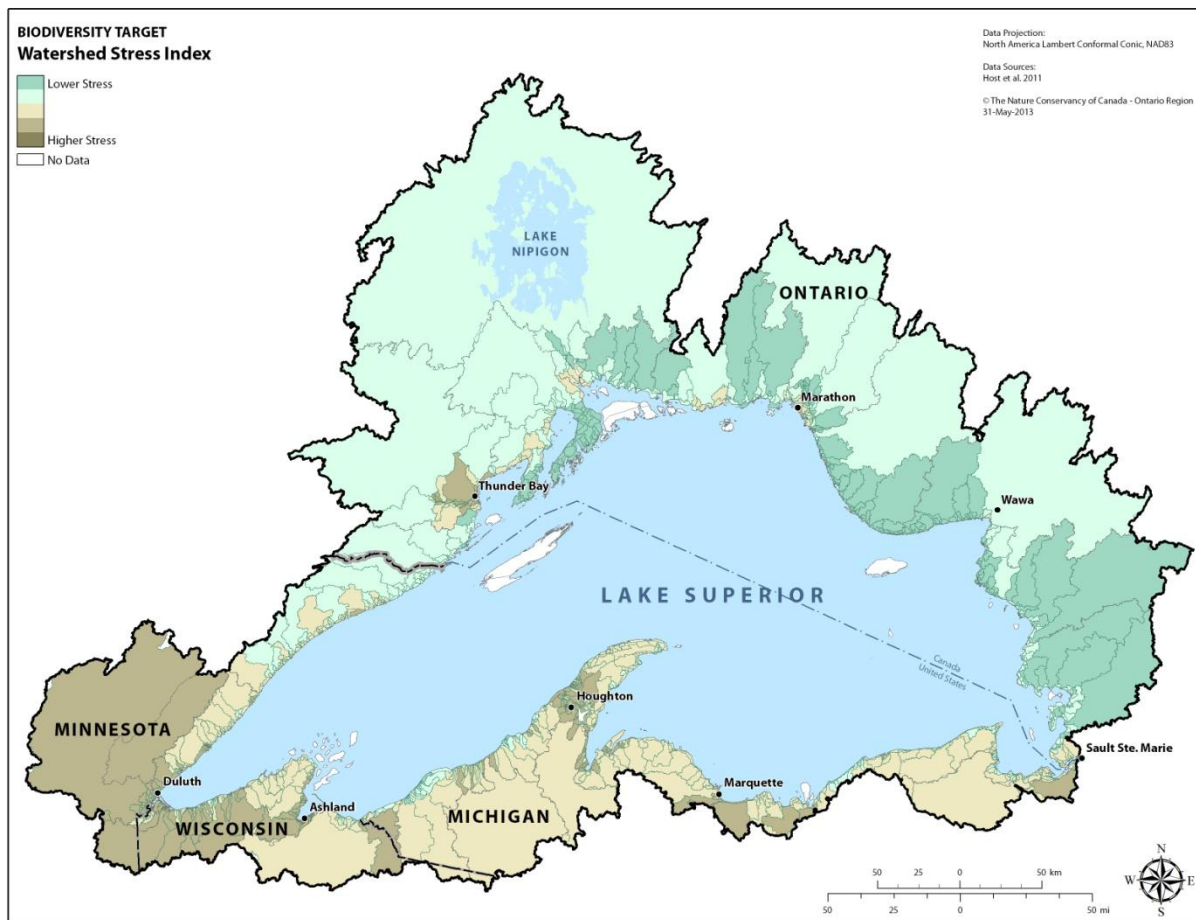 BIODIVERSITY TARGET
Watershed Stress Index
Lower Stress
Higher Stress
No Data
Data Projection:
North America Lambert Conformal Conic, NAD83
Data Sources:
Host et al. 2011
© The Nature Conservancy of Canada - Ontario Region
31-May-2013
LAKE
NIPIGON
ONTARIO
Marathon
Thunder Bay
Wawa
LAKE SUPERIOR
Canada
United States
Houghton
MINNESOTA
Sault Ste. Marie
Duluth
Marquette
Ashland
MICHIGAN
WISCONSIN
N
W E
S
50 25 0 50 km
50 25 0 50 mi